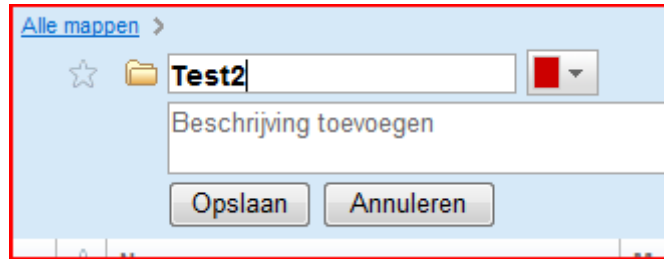 Alle mappen >
Test2
Beschrijving toevoegen
Opslaan Annuleren